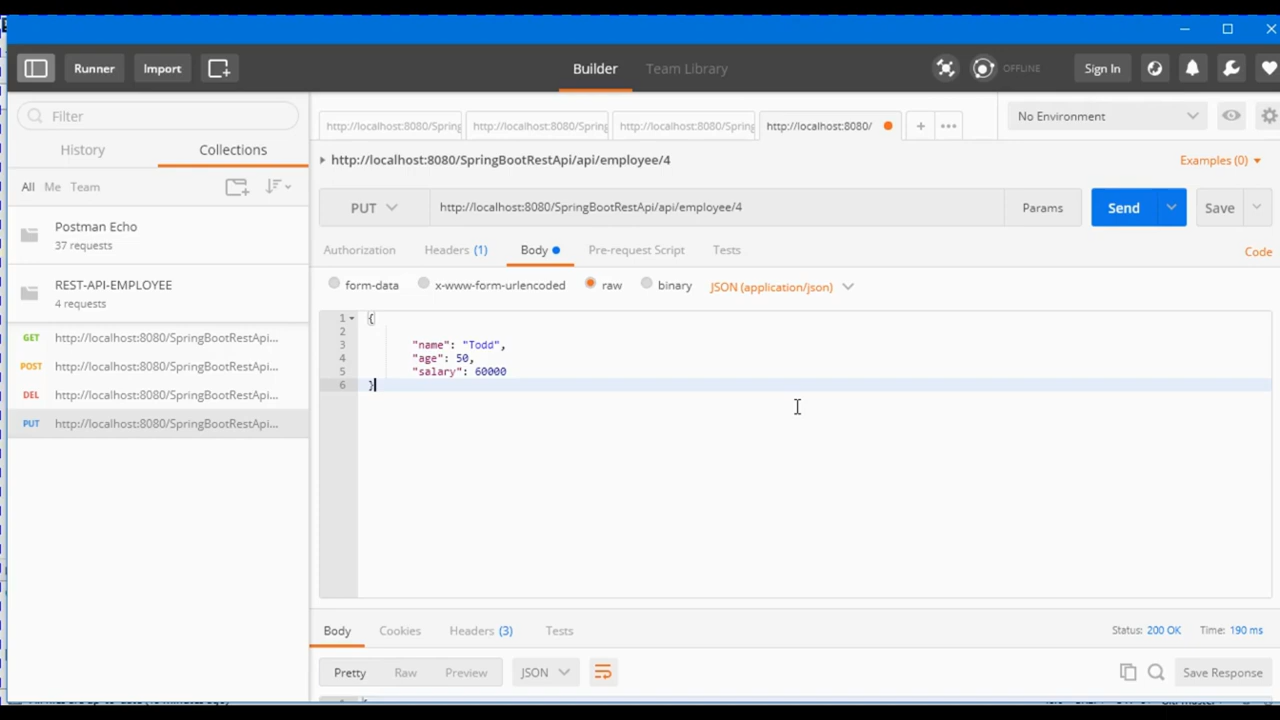 Runner Import Builder Team Library OFFLINE Sign In
Filter
http://localhost:8080/Spring http://localhost:8080/Spring http://localhost:8080/Spring http://localhost:8080/ + ••• No Environment
History Collections
http://localhost:8080/SpringBootRestApi/api/employee/4 Examples (0)
All Me Team
PUT http://localhost:8080/SpringBootRestApi/api/employee/4 Params Send Save
Postman Echo
37 requests
Authorization Headers (1) Body Pre-request Script Tests Code
REST-API-EMPLOYEE
4 requests
form-data x-www-form-urlencoded raw binary JSON (application/json)
GET http://localhost:8080/SpringBootRestApi...
POST http://localhost:8080/SpringBootRestApi...
DEL http://localhost:8080/SpringBootRestApi...
PUT http://localhost:8080/SpringBootRestApi...
1 {
2
3 "name": "Todd",
4 "age": 50,
5 "salary": 60000
6 }
Body Cookies Headers (3) Tests Status: 200 OK Time: 190 ms
Pretty Raw Preview JSON Save Response